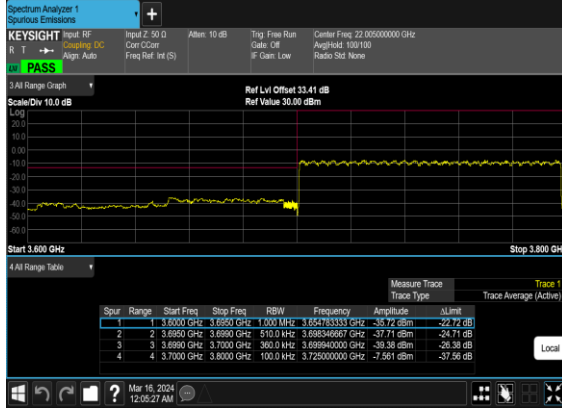 Spectrum Analyzer 1
Spurious Emissions
+
KEYSIGHT Input: RF Input Z: 50 Ω Atten: 10 dB Trig: Free Run Center Freq: 22.005000000 GHz
R T Coupling: DC Corr CCorr Gate: Off Avg|Hold: 100/100
Align: Auto Freq Ref: Int (S) IF Gain: Low Radio Std: None
PASS
3 All Range Graph
Ref Lvl Offset 33.41 dB
Scale/Div 10.0 dB Ref Value 30.00 dBm
Log
20.0
10.0
0.00
-10.0
-20.0
-30.0
-40.0
-50.0
-60.0
Start 3.600 GHz Stop 3.800 GH
4 All Range Table
Measure Trace Trace 1
Trace Type Trace Average (Active)
Spur Range Start Freq Stop Freq RBW Frequency Amplitude ΔLimit
1 1 3.6000 GHz 3.6950 GHz 1.000 MHz 3.654783333 GHz -35.72 dBm -22.72 dB
2 2 3.6950 GHz 3.6990 GHz 510.0 kHz 3.698346667 GHz -37.71 dBm -24.71 dB
3 3 3.6990 GHz 3.7000 GHz 360.0 kHz 3.699940000 GHz -39.38 dBm -26.38 dB
4 4 3.7000 GHz 3.8000 GHz 100.0 kHz 3.725000000 GHz -7.561 dBm -37.56 dB
Local
? Mar 16, 2024
12:05:27 AM